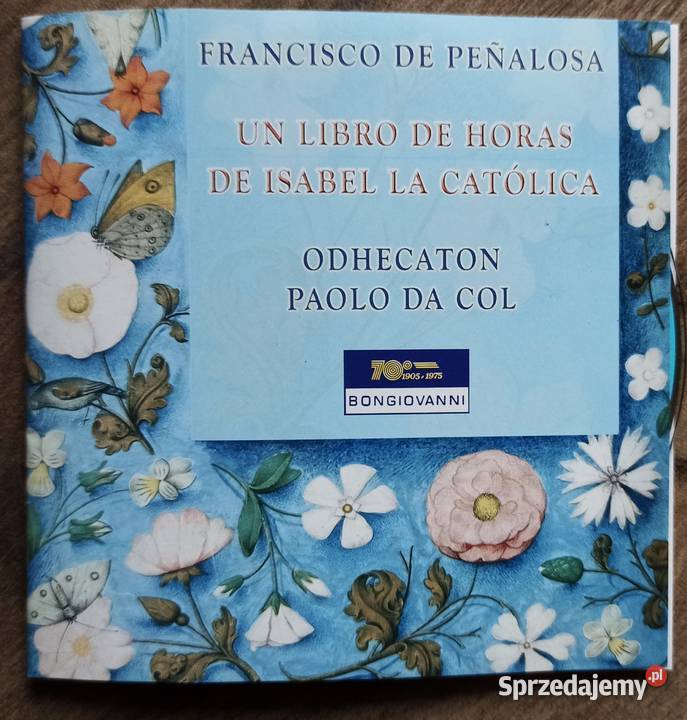 FRANCISCO DE PEÑALOSA
UN LIBRO DE HORAS
DE ISABEL LA CATÓLICA
ODHECATON
PAOLO DA COL
70° 1905-1975
BONGIOVANNI
Sprzedajemy.pl